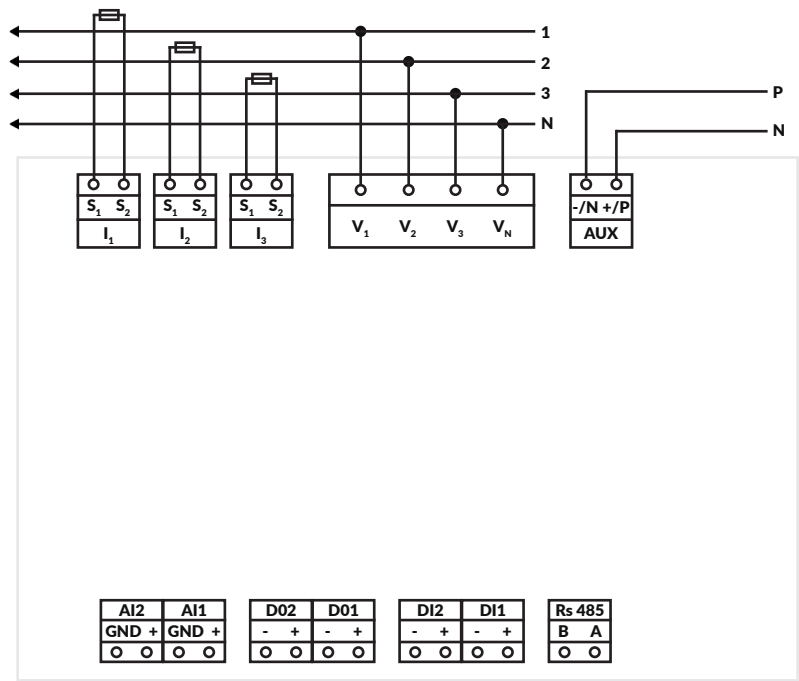 1
2
3
N
P
N
S₁ S₂
I₁
S₁ S₂
I₂
S₁ S₂
I₃
V₁ V₂ V₃ V_N
-/N +/P
AUX
AI2 AI1
GND + GND +
D02 D01
- + - +
DI2 DI1
- + - +
Rs 485
B A